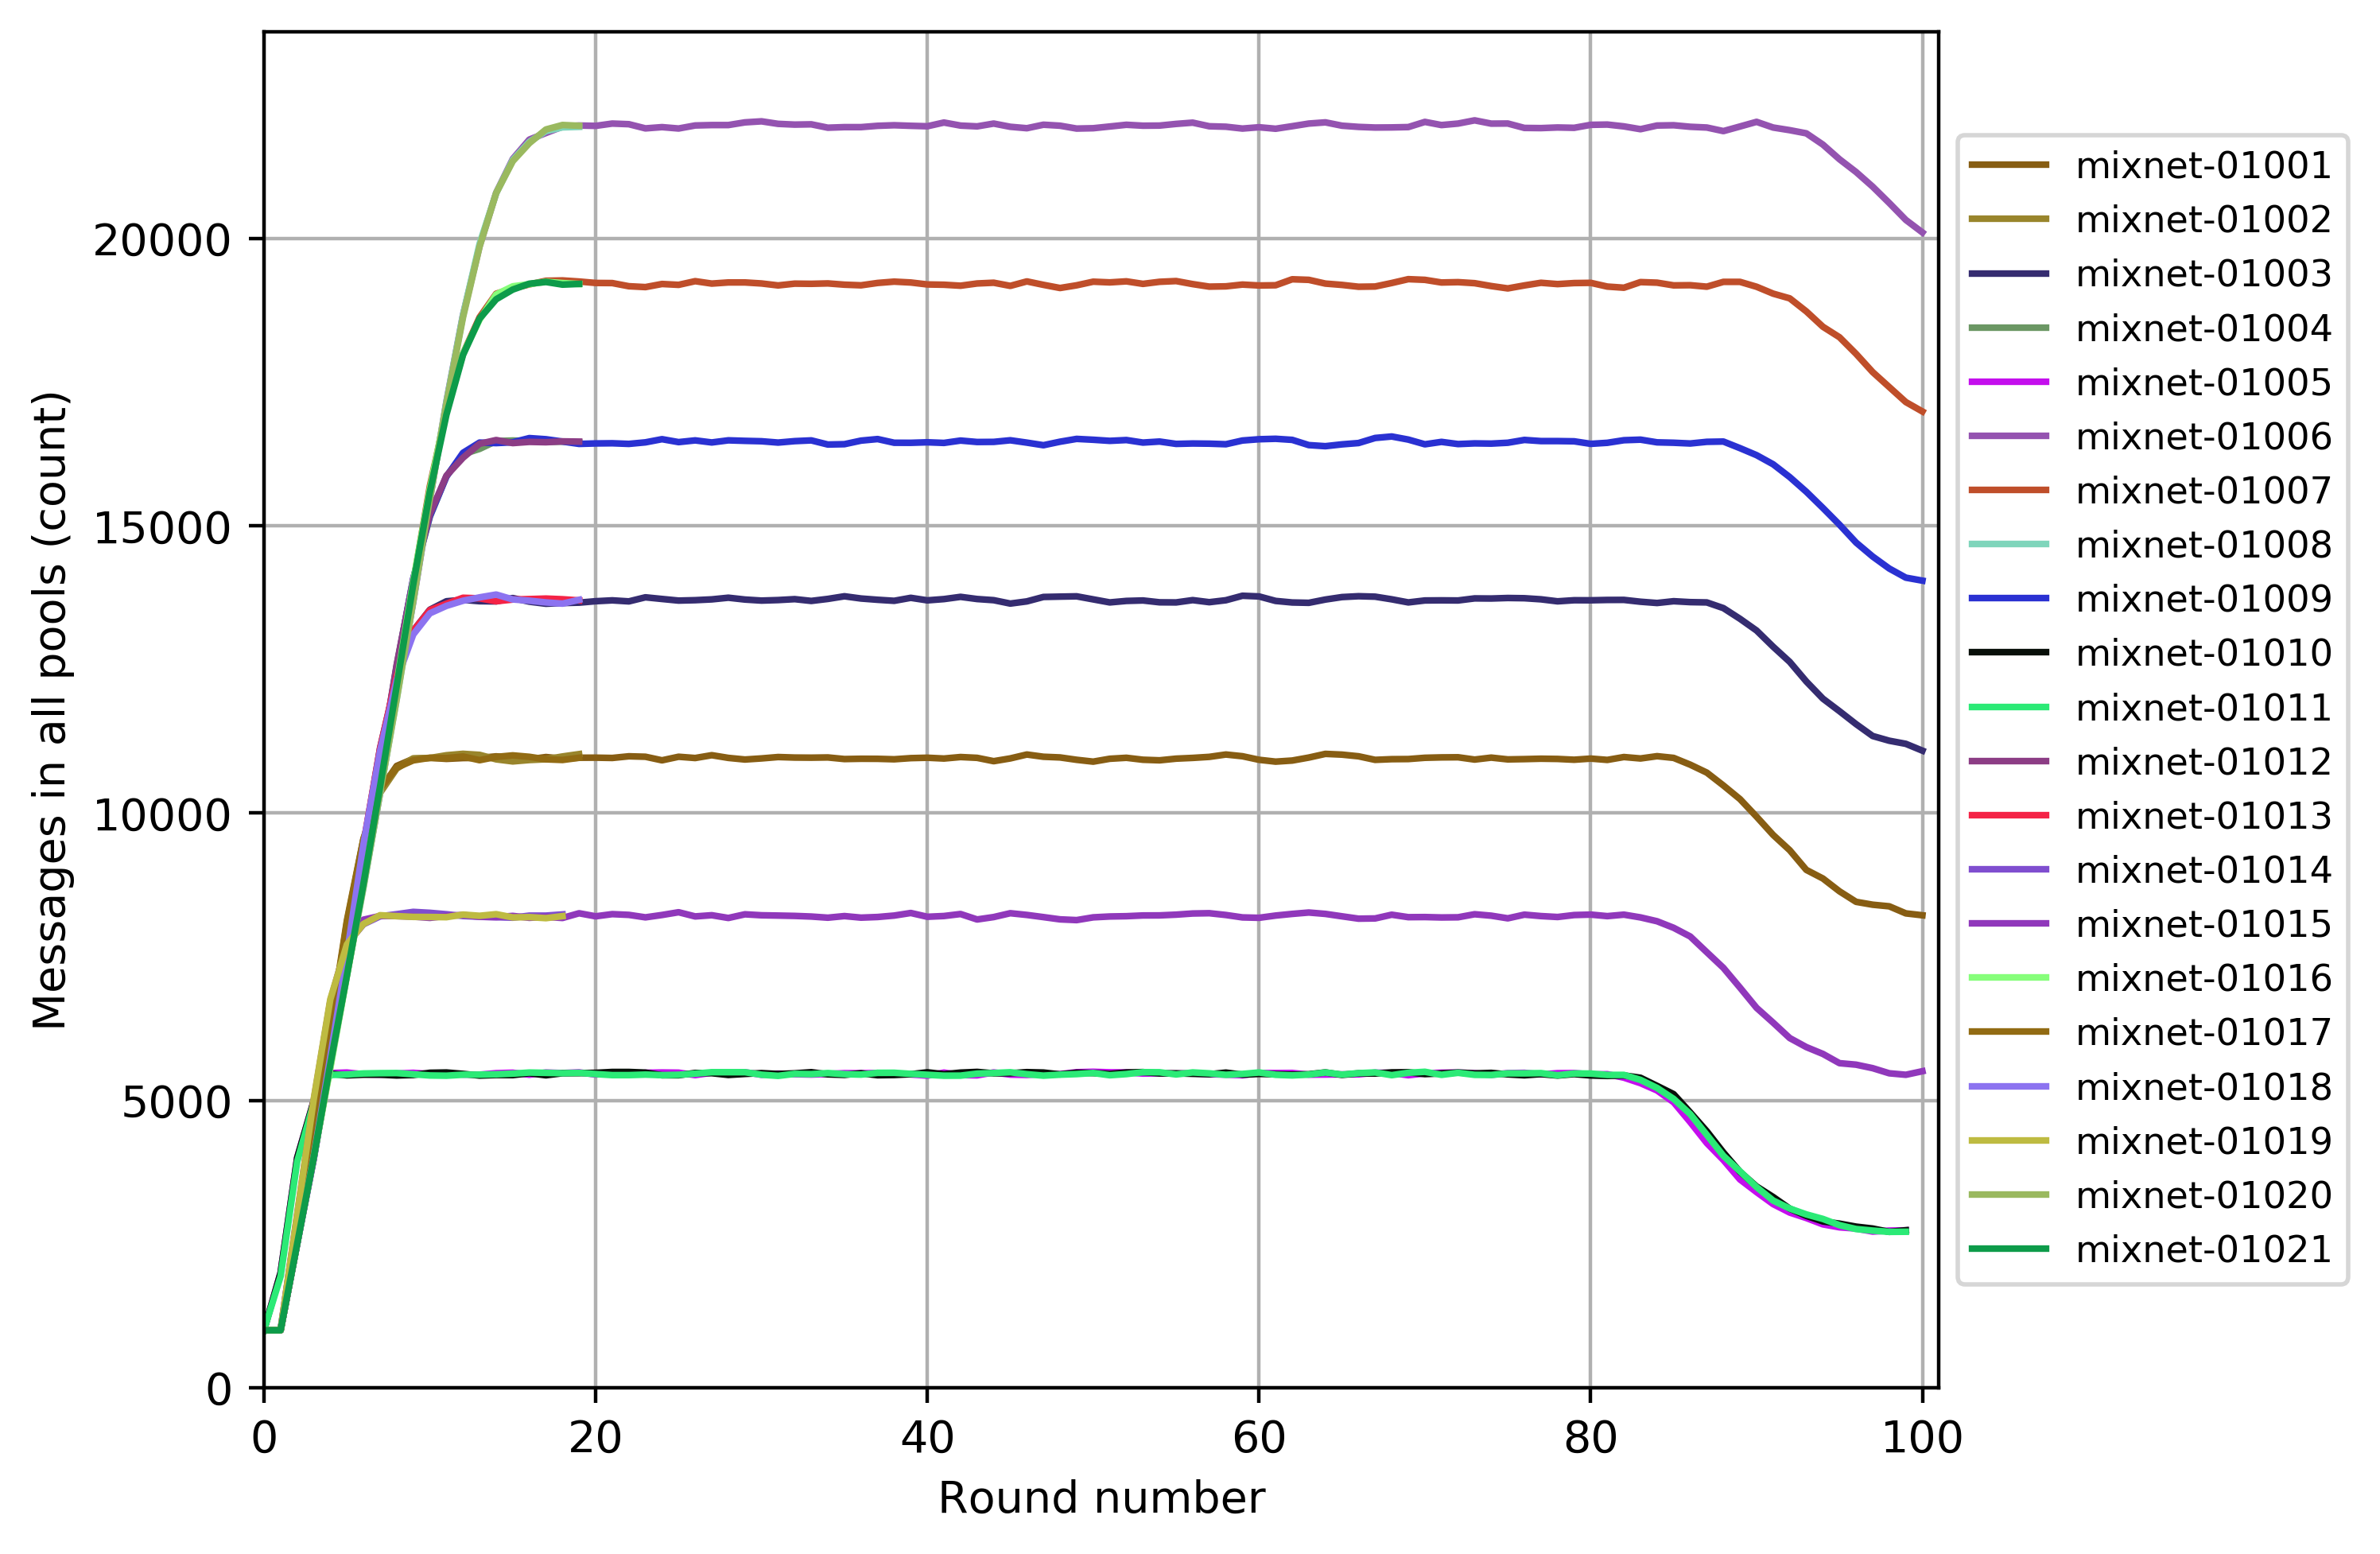 Messages in all pools (count)
20000
15000
10000
5000
0
0 20 40 60 80 100
Round number
mixnet-01001
mixnet-01002
mixnet-01003
mixnet-01004
mixnet-01005
mixnet-01006
mixnet-01007
mixnet-01008
mixnet-01009
mixnet-01010
mixnet-01011
mixnet-01012
mixnet-01013
mixnet-01014
mixnet-01015
mixnet-01016
mixnet-01017
mixnet-01018
mixnet-01019
mixnet-01020
mixnet-01021